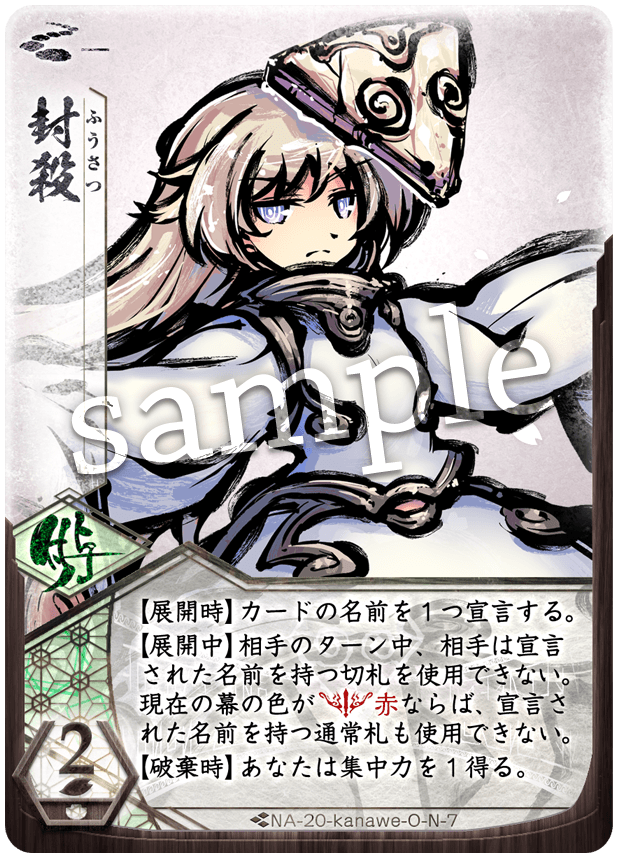 封殺
ふうさつ
sample
付与
【展開時】カードの名前を1つ宣言する。
【展開中】相手のターン中、相手は宣言
された名前を持つ切札を使用できない。
現在の幕の色が赤ならば、宣言さ
れた名前を持つ通常札も使用できない。
【破棄時】あなたは集中力を1得る。
2
NA-20-kanawe-O-N-7